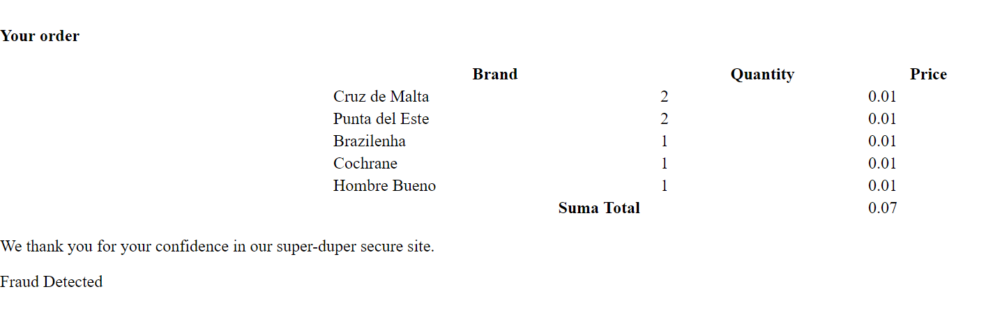 Your order
Brand Quantity Price
Cruz de Malta 2 0.01
Punta del Este 2 0.01
Brazilenha 1 0.01
Cochrane 1 0.01
Hombre Bueno 1 0.01
Suma Total 0.07
We thank you for your confidence in our super-duper secure site.
Fraud Detected